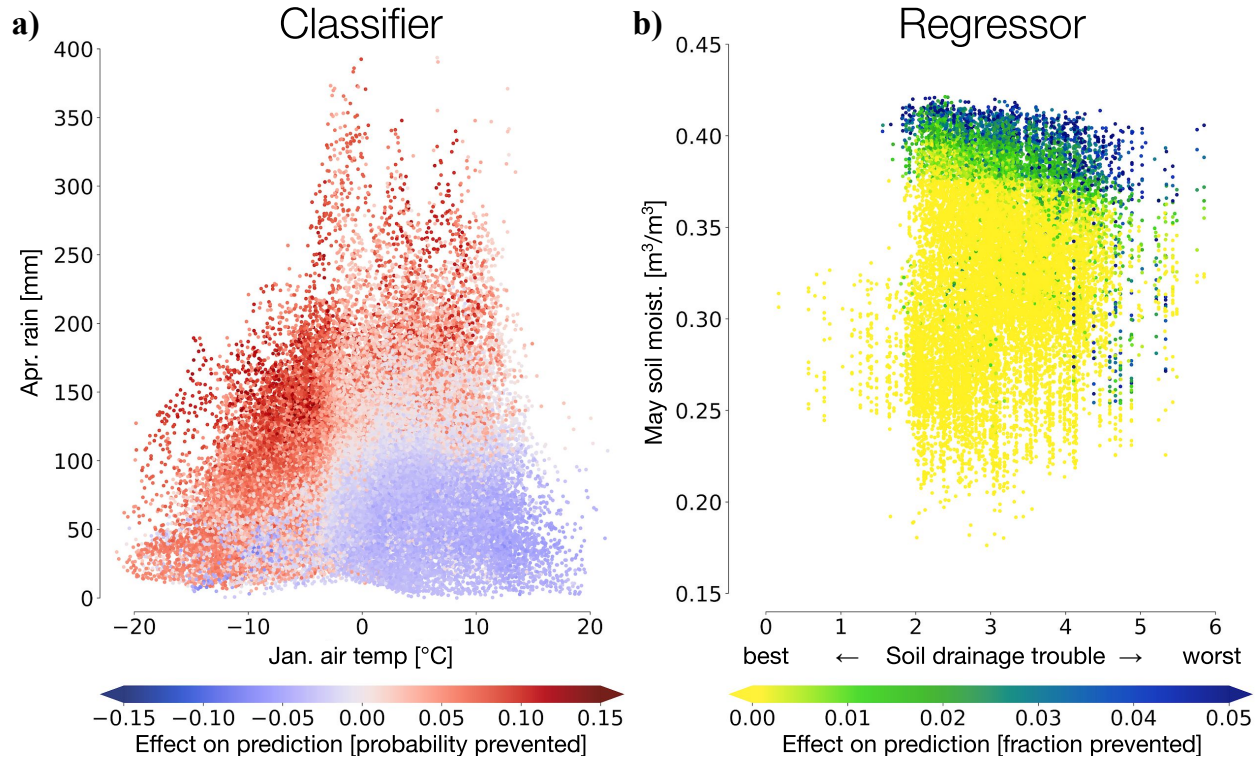 a)
Classifier
400
350
300
250
200
150
100
50
0
Apr. rain [mm]
−20 −10 0 10 20
Jan. air temp [°C]
−0.15 −0.10 −0.05 0.00 0.05 0.10 0.15
Effect on prediction [probability prevented]
b)
Regressor
0.45
0.40
0.35
0.30
0.25
0.20
0.15
May soil moist. [m³/m³]
0 1 2 3 4 5 6
best ← Soil drainage trouble → worst
0.00 0.01 0.02 0.03 0.04 0.05
Effect on prediction [fraction prevented]